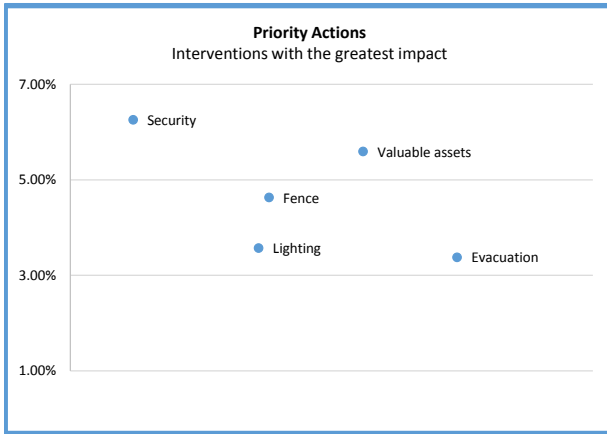 Priority Actions
Interventions with the greatest impact
7.00%
Security
Valuable assets
5.00%
Fence
Lighting
Evacuation
3.00%
1.00%